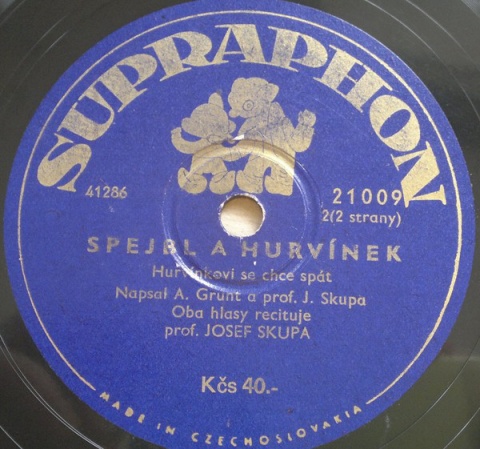 SUPRAPHON
41286
21009
2(2 strany)
SPEJBL A HURVÍNEK
Hurvínkovi se chce spát
Napsal A. Grunt a prof. J. Skupa
Oba hlasy recituje
prof. JOSEF SKUPA
Kčs 40.-
MADE IN CZECHOSLOVAKIA